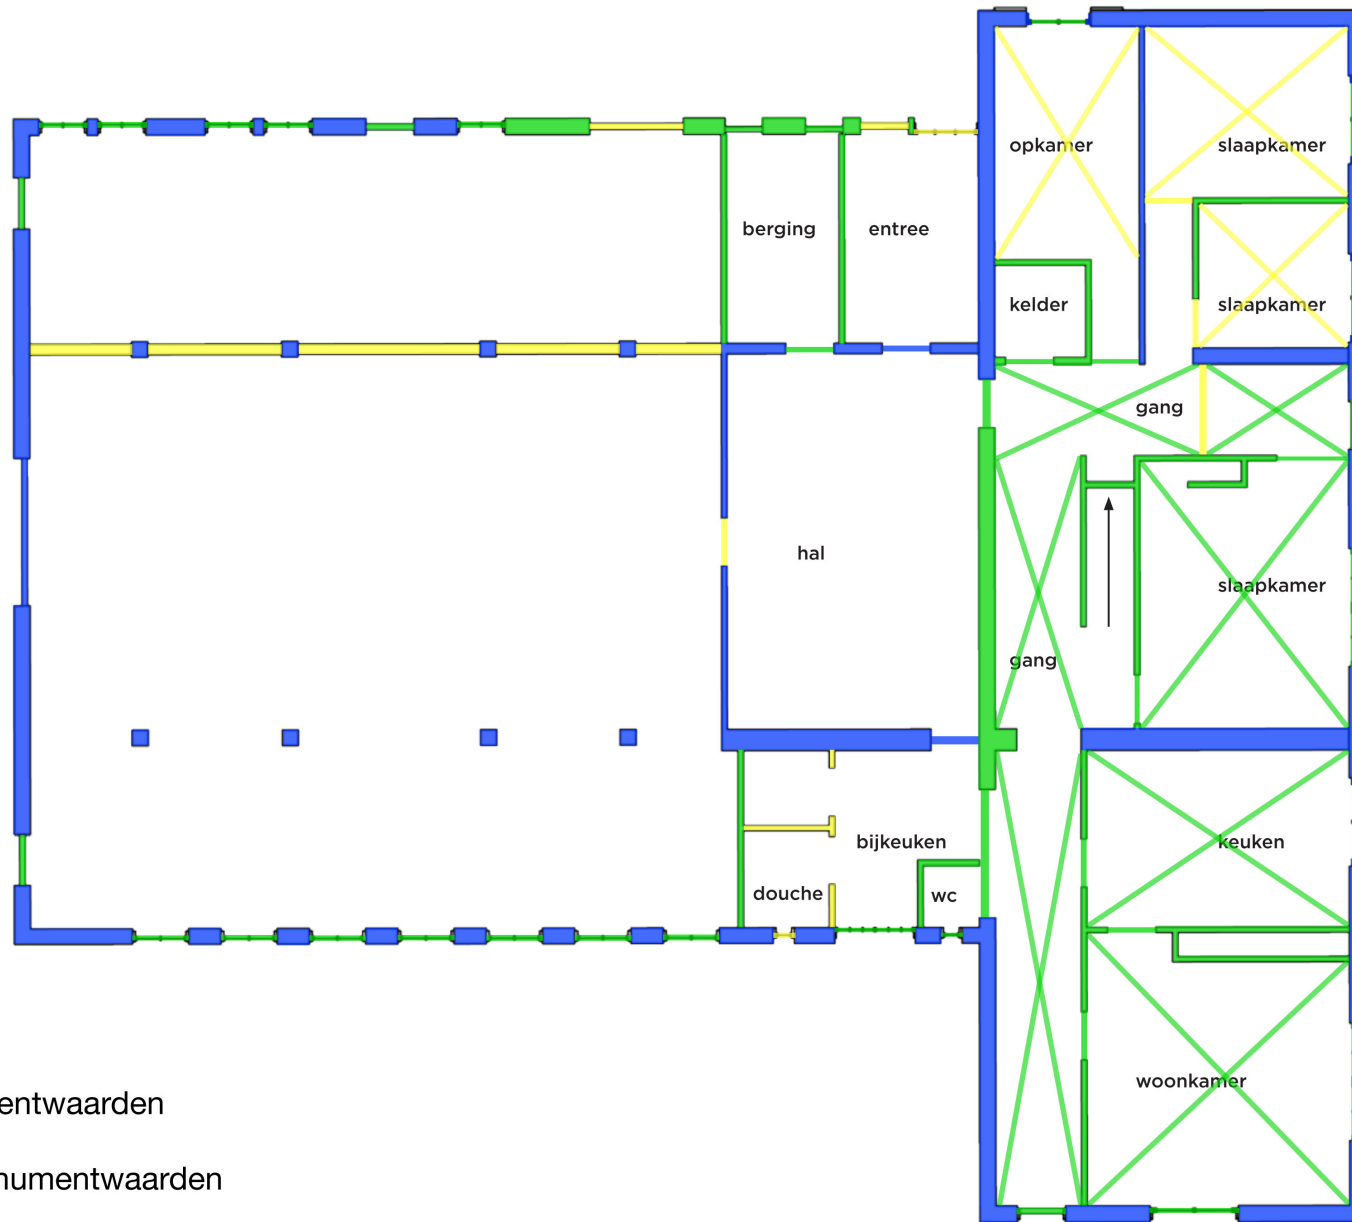 opkamer
slaapkamer
berging
entree
kelder
slaapkamer
gang
hal
slaapkamer
gang
bijkeuken
keuken
douche
wc
woonkamer
entwaarden
numentwaarden